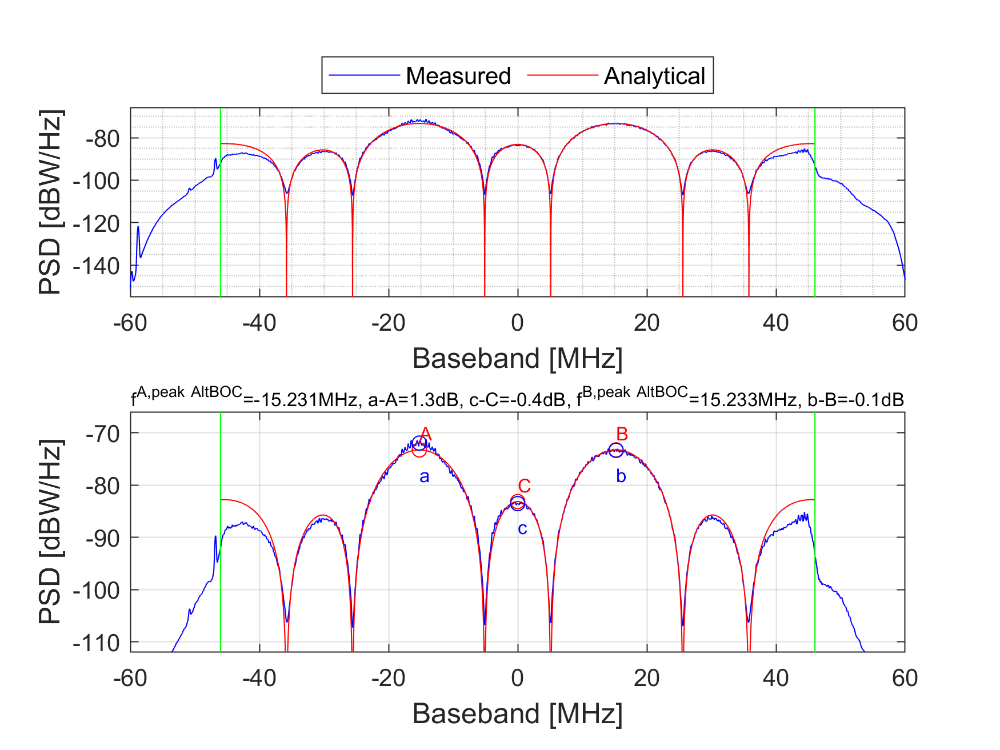 Measured Analytical
PSD [dBW/Hz]
-80
-100
-120
-140
-60 -40 -20 0 20 40 60
Baseband [MHz]
f^A,peak AltBOC=-15.231MHz, a-A=1.3dB, c-C=-0.4dB, f^B,peak AltBOC=15.233MHz, b-B=-0.1dB
PSD [dBW/Hz]
-70
-80
-90
-100
-110
A B
a b
C
c
-60 -40 -20 0 20 40 60
Baseband [MHz]